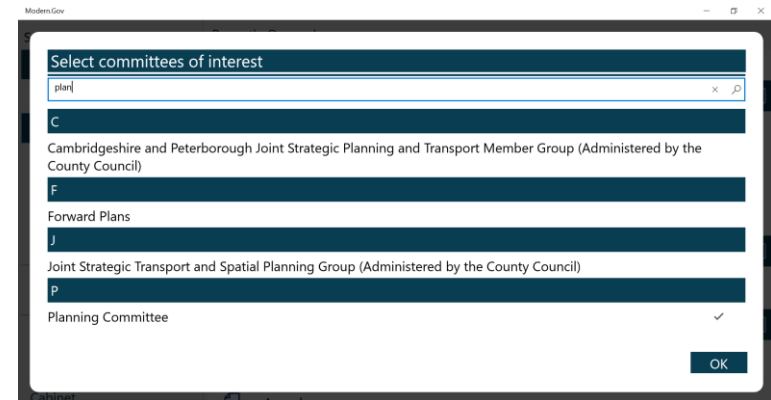 Modern.Gov
Select committees of interest
plan
C
Cambridgeshire and Peterborough Joint Strategic Planning and Transport Member Group (Administered by the
County Council)
F
Forward Plans
J
Joint Strategic Transport and Spatial Planning Group (Administered by the County Council)
P
Planning Committee
OK
Cabinet